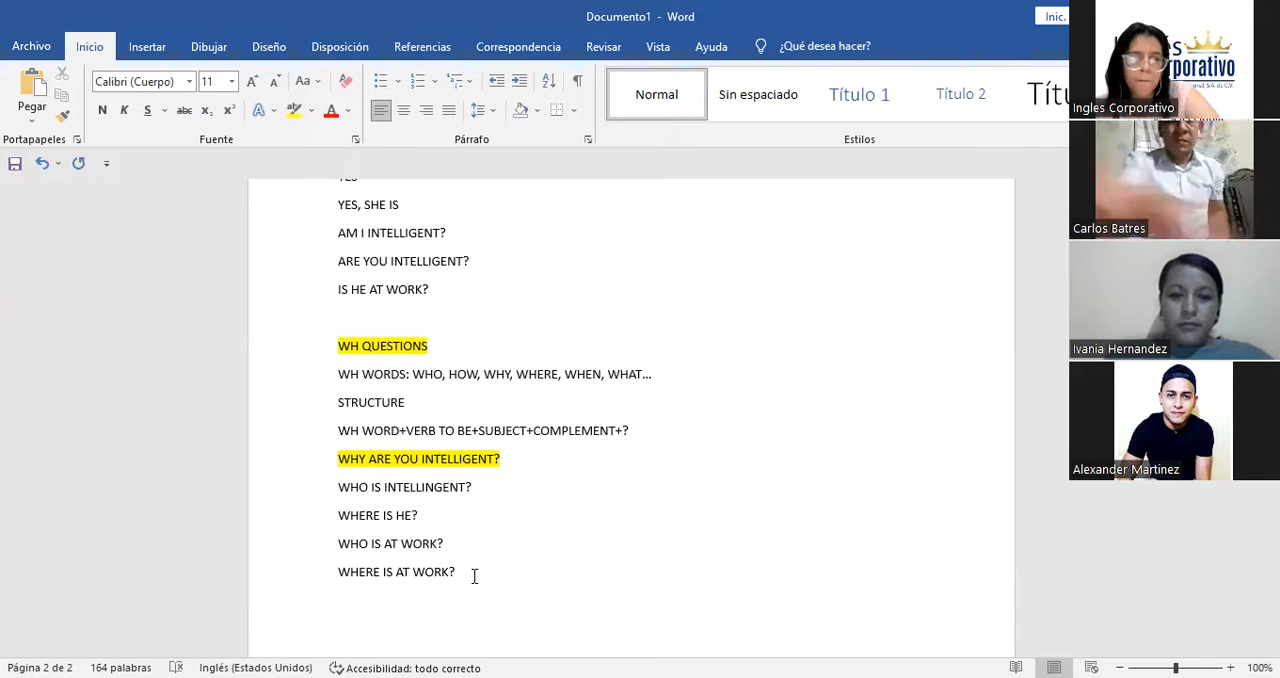 Documento1 - Word
Inic.
Archivo Inicio Insertar Dibujar Diseño Disposición Referencias Correspondencia Revisar Vista Ayuda ¿Qué desea hacer?
Pegar
Calibri (Cuerpo) 11
Normal
Sin espaciado
Título 1
Título 2
Portapapeles
Fuente
Párrafo
Estilos
YES
YES, SHE IS
AM I INTELLIGENT?
ARE YOU INTELLIGENT?
IS HE AT WORK?
WH QUESTIONS
WH WORDS: WHO, HOW, WHY, WHERE, WHEN, WHAT...
STRUCTURE
WH WORD+VERB TO BE+SUBJECT+COMPLEMENT+?
WHY ARE YOU INTELLIGENT?
WHO IS INTELLINGENT?
WHERE IS HE?
WHO IS AT WORK?
WHERE IS AT WORK?
Página 2 de 2
164 palabras
Inglés (Estados Unidos)
Accesibilidad: todo correcto
100%
Ingles Corporativo
Carlos Batres
Ivania Hernandez
Alexander Martinez